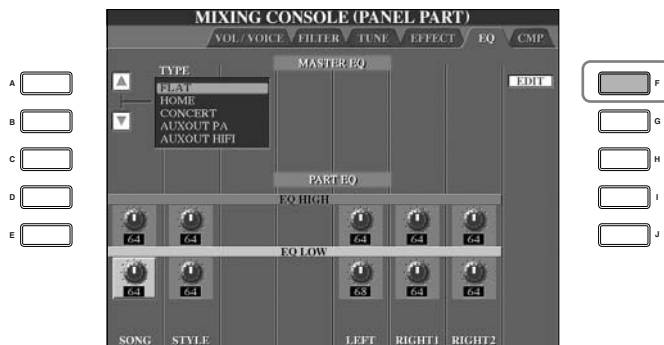 MIXING CONSOLE (PANEL PART)
VOL/VOICE FILTER TUNE EFFECT EQ CMP
TYPE MASTER EQ
EDIT
FLAT
HOME
CONCERT
AUXOUT PA
AUXOUT HIFI
PART EQ
EQ HIGH
64 64 64 64 64
EQ LOW
64 64 68 64 64
SONG STYLE LEFT RIGHT1 RIGHT2
A
B
C
D
E
F
G
H
I
J